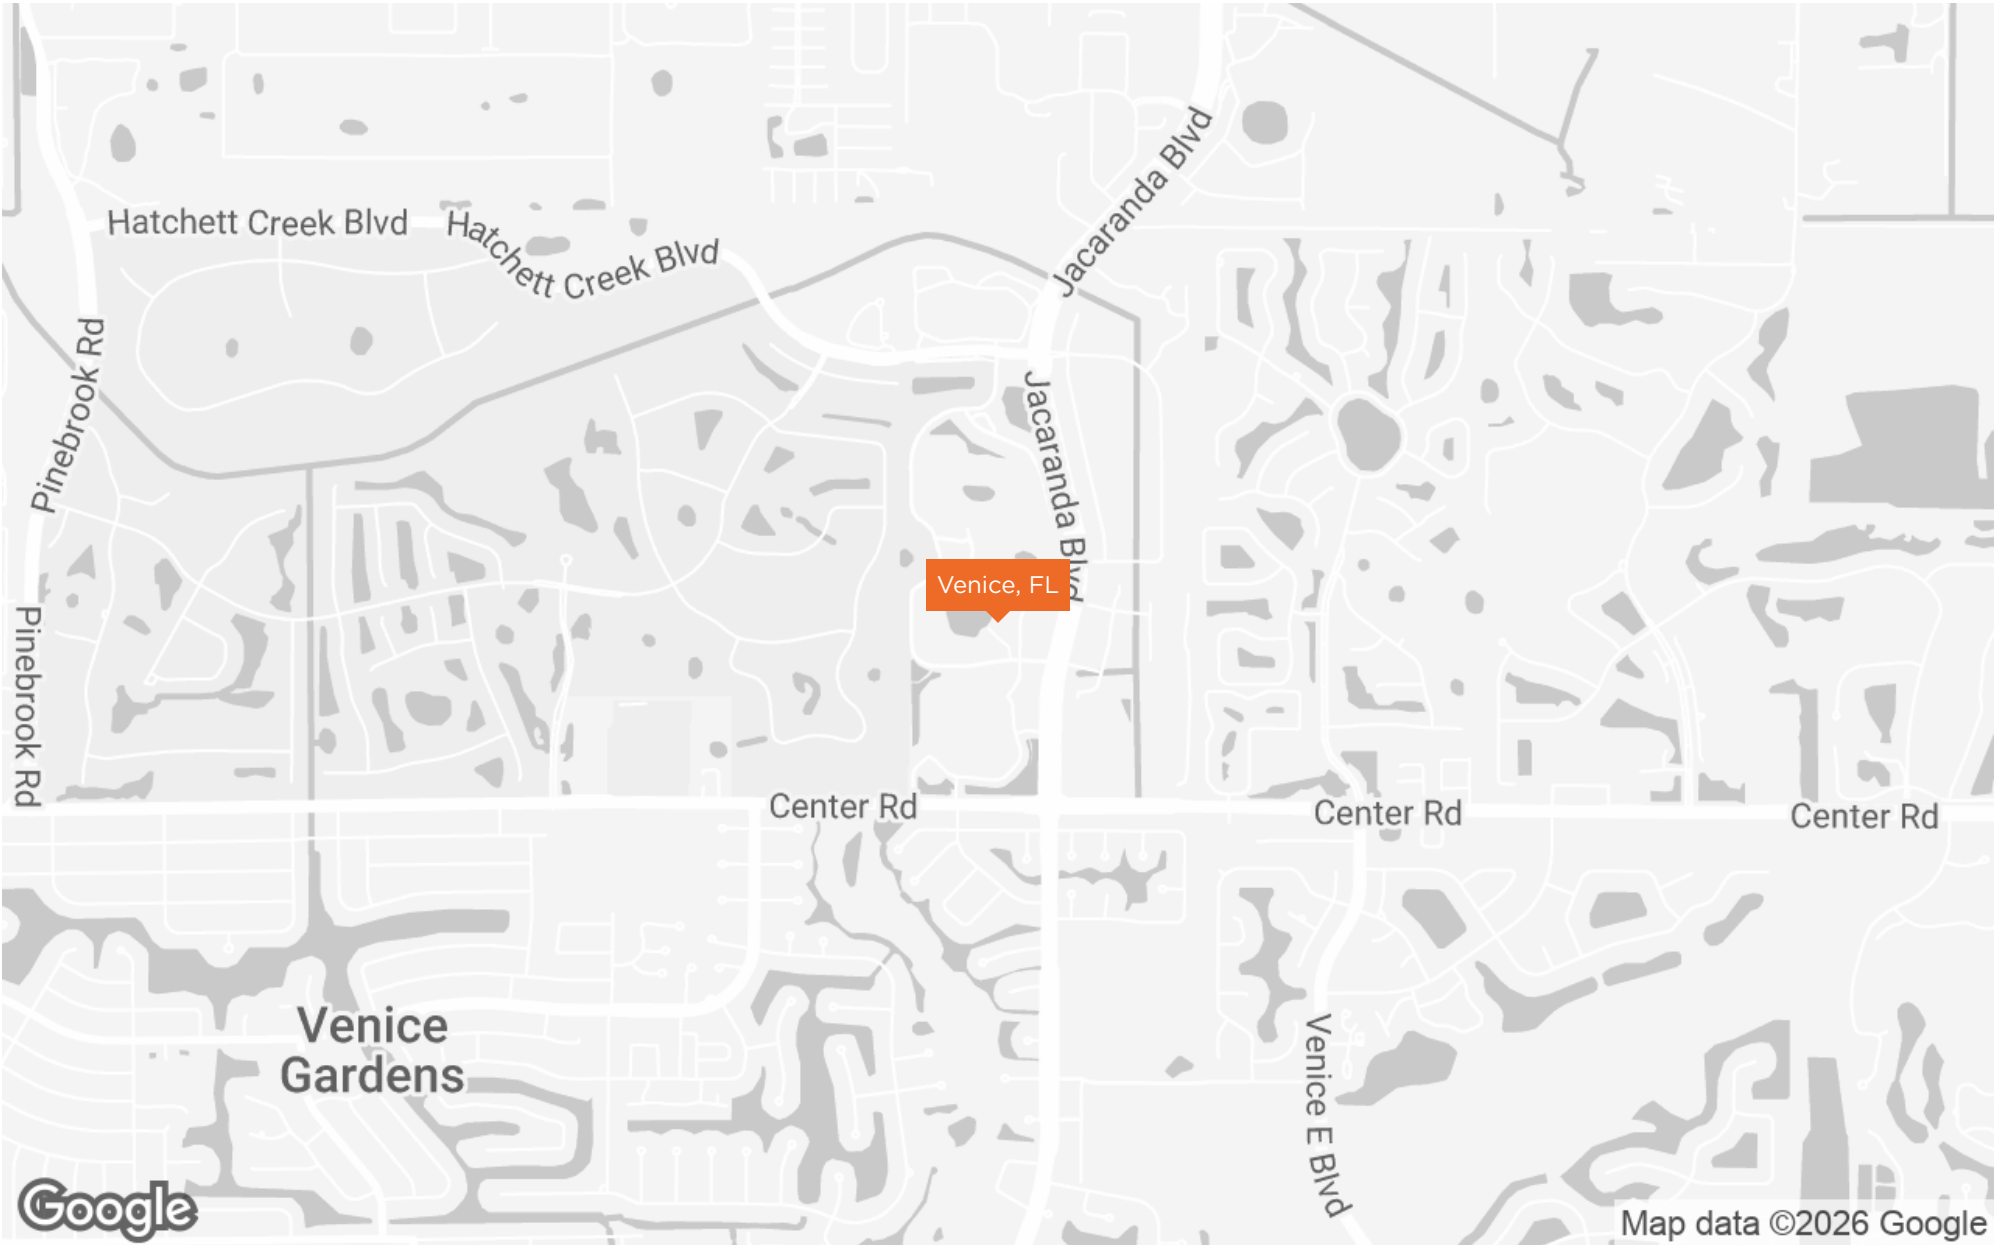 Jacaranda Blvd
Hatchett Creek Blvd
Hatchett Creek Blvd
Pinebrook Rd
Jacaranda Blvd
Venice, FL
Pinebrook Rd
Center Rd
Center Rd
Center Rd
Venice
Gardens
Venice E Blvd
Google
Map data ©2026 Google